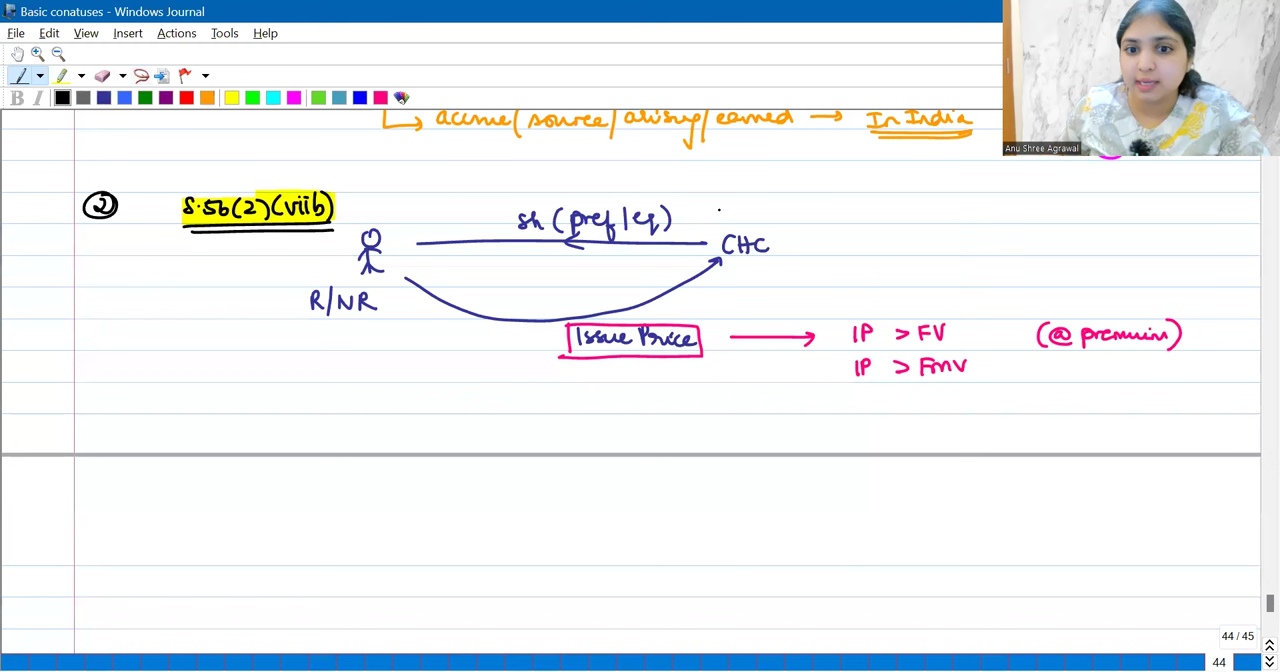 Basic conatuses - Windows Journal
File Edit View Insert Actions Tools Help
B I
accrue/source/arising/earned → In India
Anu Shree Agrawal
② S.56(2)(viib)
sh (pref/eq)
CHC
R/NR
Issue Price → IP > FV (@ premium)
IP > FMV
44 / 45
44